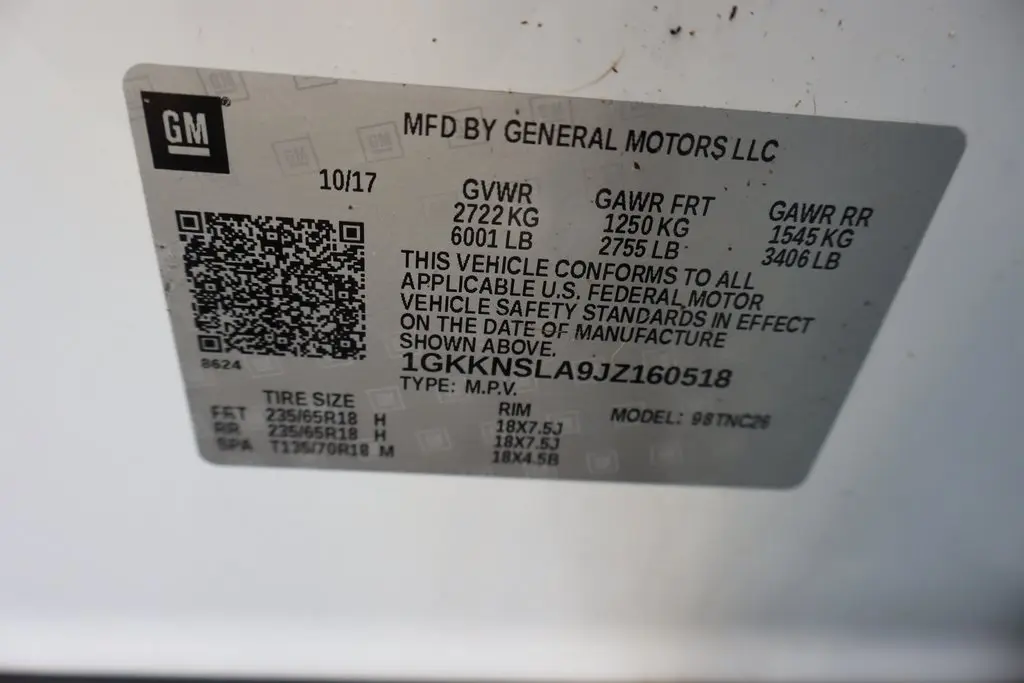 GM
MFD BY GENERAL MOTORS LLC
10/17
GVWR GAWR FRT GAWR RR
2722 KG 1250 KG 1545 KG
6001 LB 2755 LB 3406 LB
THIS VEHICLE CONFORMS TO ALL
APPLICABLE U.S. FEDERAL MOTOR
VEHICLE SAFETY STANDARDS IN EFFECT
ON THE DATE OF MANUFACTURE
SHOWN ABOVE.
8624
1GKKNSLA9JZ160518
TYPE: M.P.V.
TIRE SIZE RIM MODEL: 98TNC26
FRT 235/65R18 H 18X7.5J
RR 235/65R18 H 18X7.5J
SPA T135/70R18 M 18X4.5B